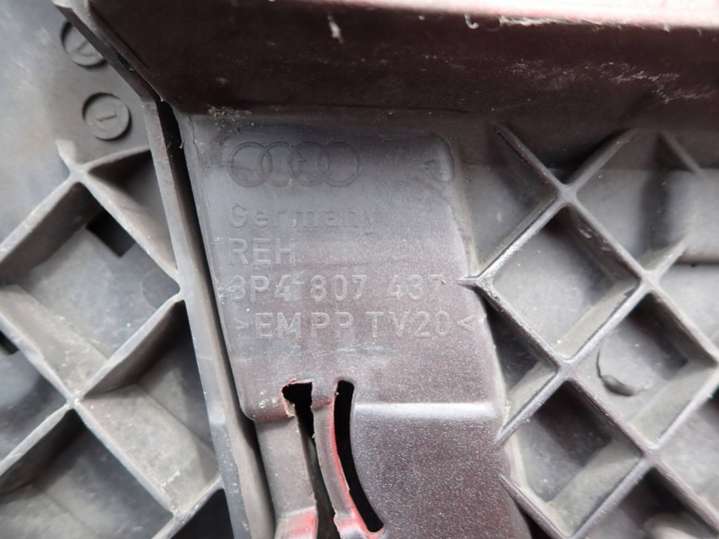 Germany
REH
8P4 807 437
>EMPP TV20<